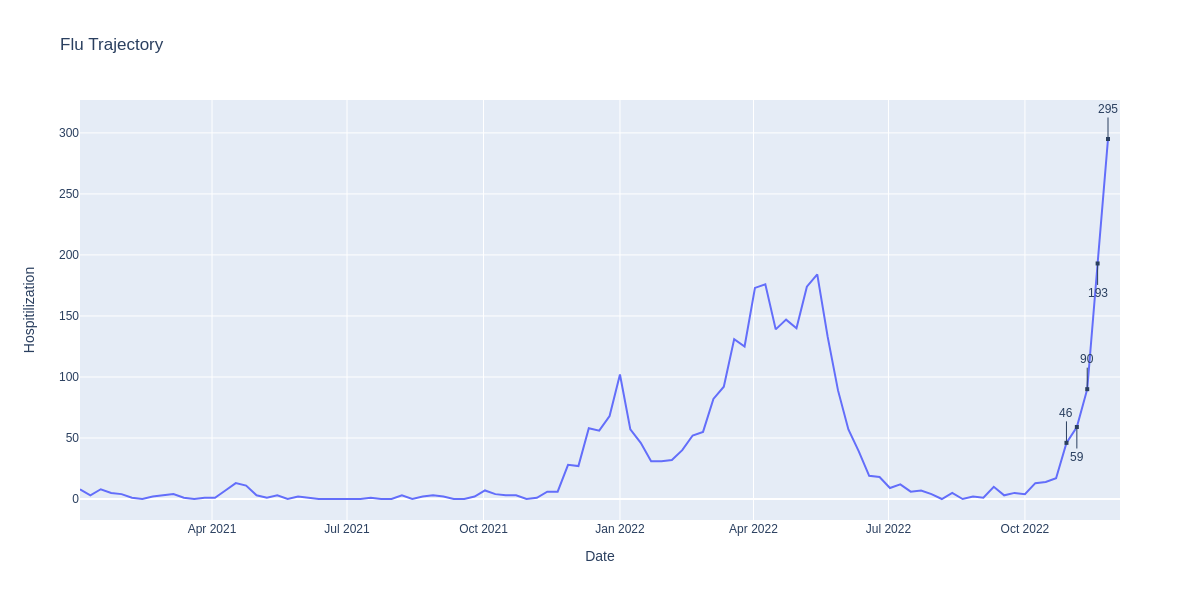 Flu Trajectory
295
300
250
200
193
150
90
100
46
50
59
0
Hospitilization
Apr 2021
Jul 2021
Oct 2021
Jan 2022
Apr 2022
Jul 2022
Oct 2022
Date